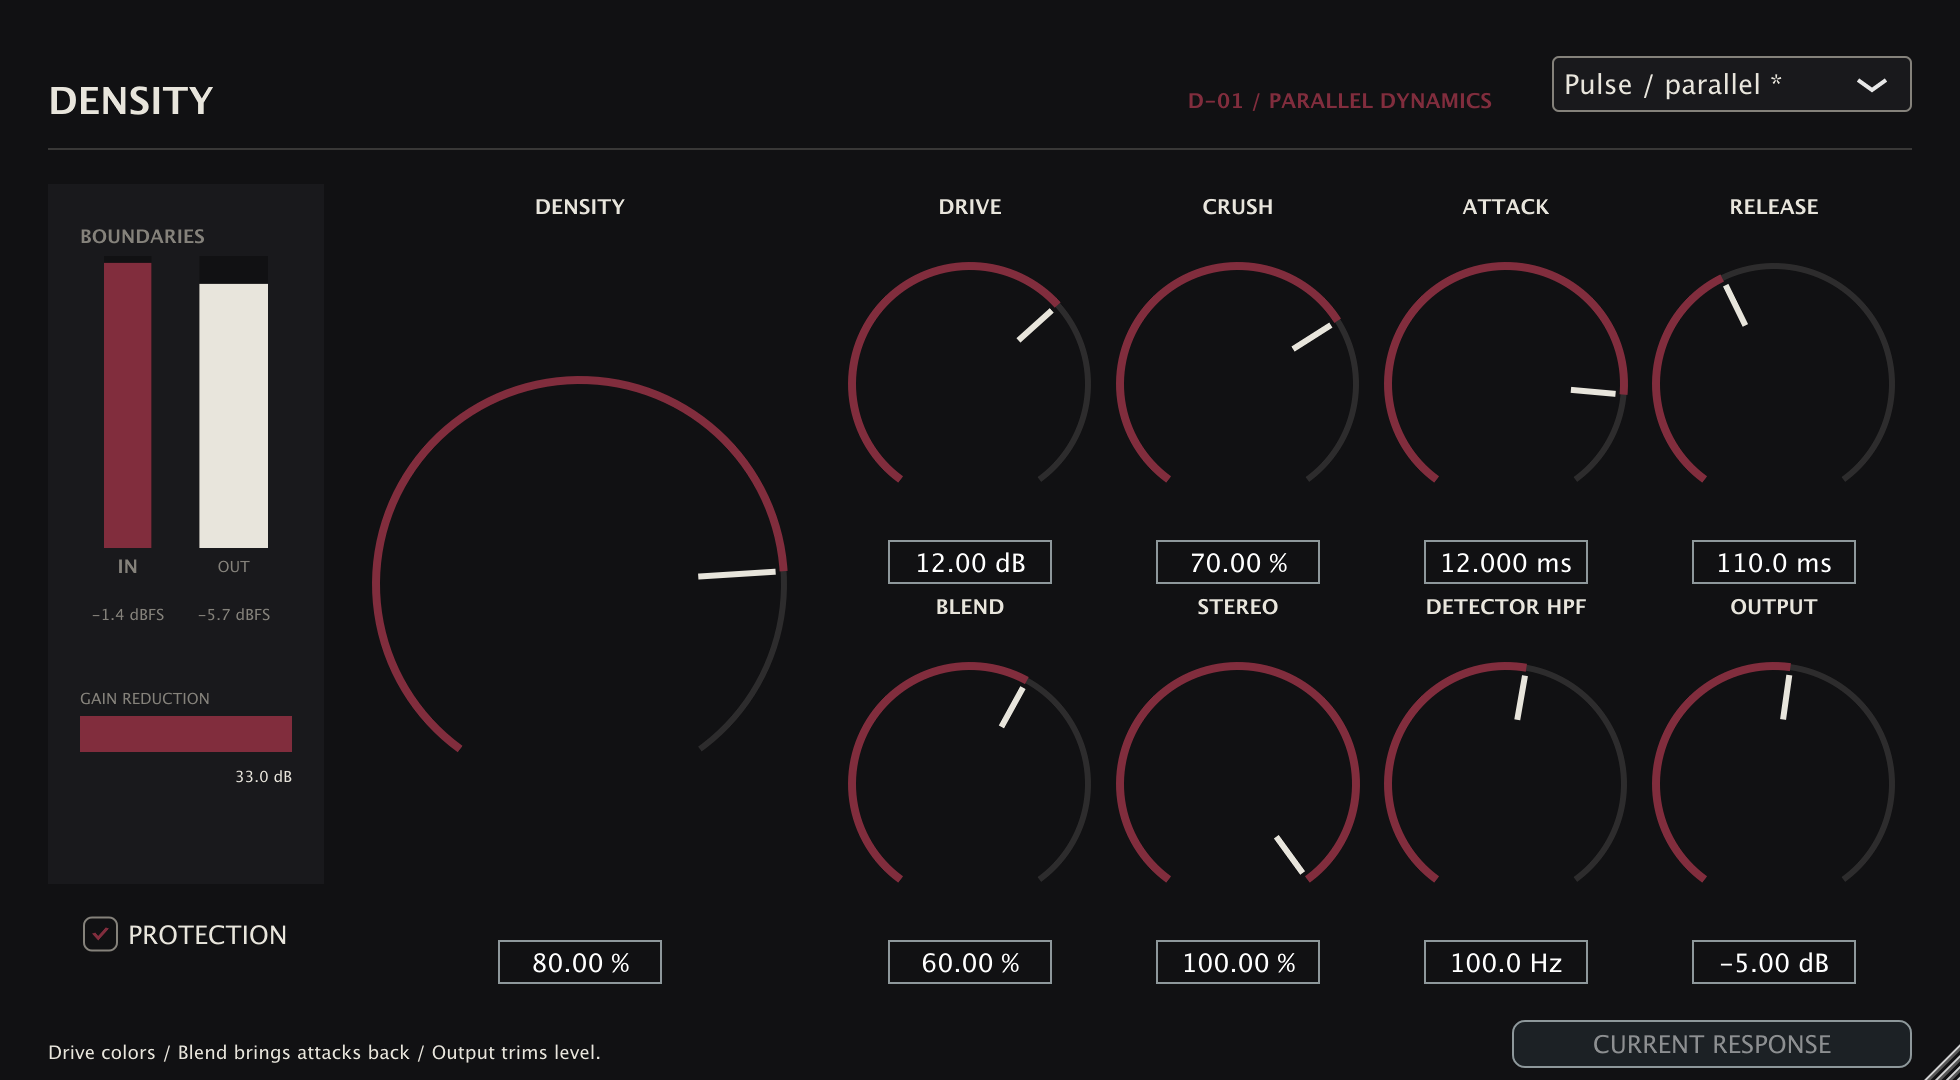 DENSITY
D-01 / PARALLEL DYNAMICS
Pulse / parallel *
BOUNDARIES
IN
OUT
-1.4 dBFS
-5.7 dBFS
GAIN REDUCTION
33.0 dB
PROTECTION
DENSITY
80.00 %
DRIVE
CRUSH
ATTACK
RELEASE
12.00 dB
70.00 %
12.000 ms
110.0 ms
BLEND
STEREO
DETECTOR HPF
OUTPUT
60.00 %
100.00 %
100.0 Hz
-5.00 dB
Drive colors / Blend brings attacks back / Output trims level.
CURRENT RESPONSE